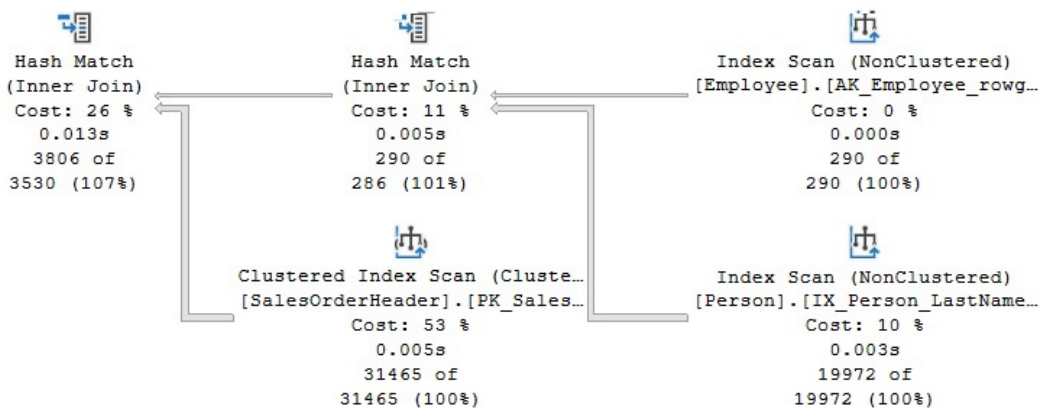 Hash Match
(Inner Join)
Cost: 26 %
0.013s
3806 of
3530 (107%)
Hash Match
(Inner Join)
Cost: 11 %
0.005s
290 of
286 (101%)
Index Scan (NonClustered)
[Employee].[AK_Employee_rowg…
Cost: 0 %
0.000s
290 of
290 (100%)
Clustered Index Scan (Cluste…
[SalesOrderHeader].[PK_Sales…
Cost: 53 %
0.005s
31465 of
31465 (100%)
Index Scan (NonClustered)
[Person].[IX_Person_LastName…
Cost: 10 %
0.003s
19972 of
19972 (100%)